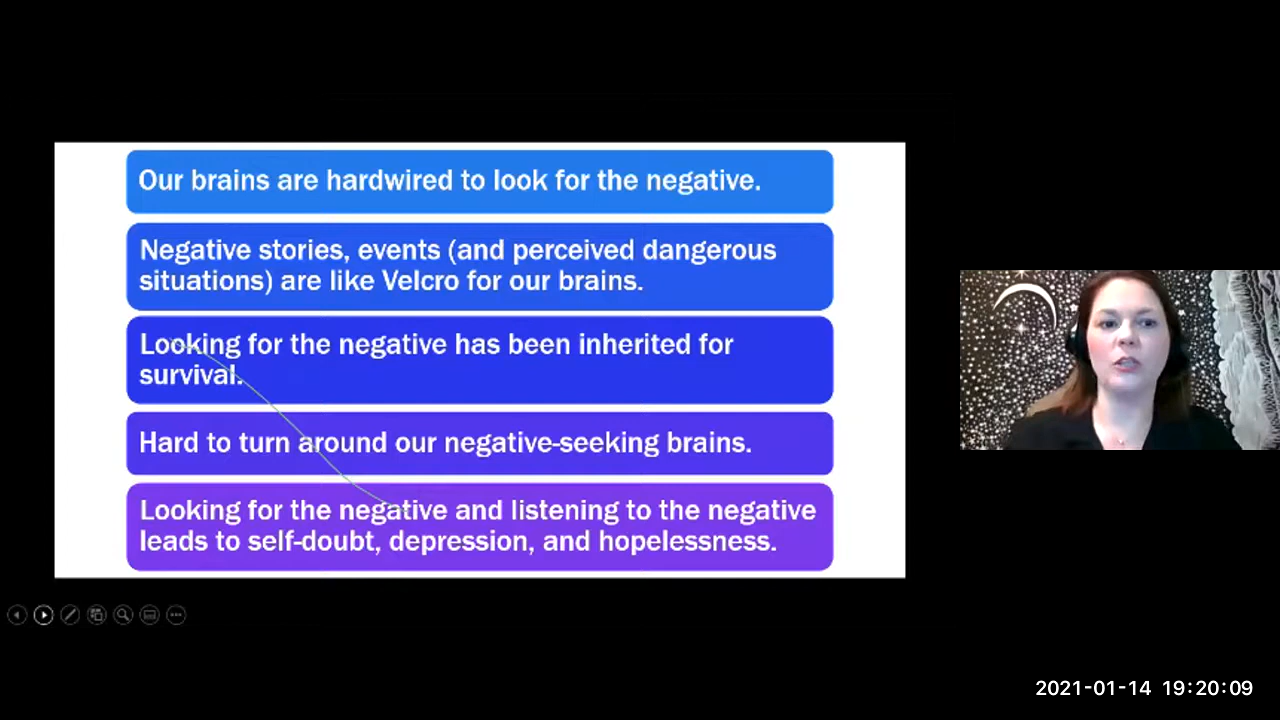 Our brains are hardwired to look for the negative.
Negative stories, events (and perceived dangerous
situations) are like Velcro for our brains.
Looking for the negative has been inherited for
survival.
Hard to turn around our negative-seeking brains.
Looking for the negative and listening to the negative
leads to self-doubt, depression, and hopelessness.
2021-01-14 19:20:09